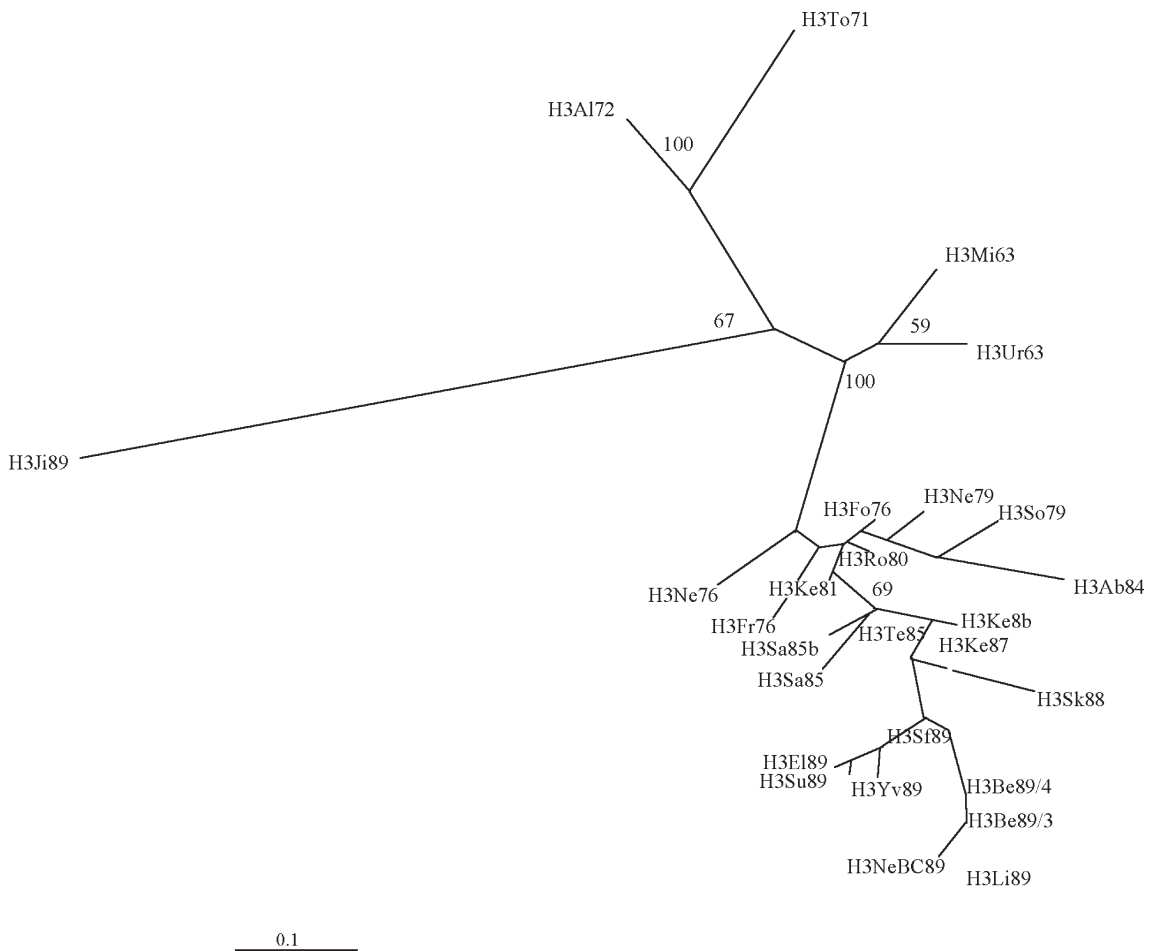 H3To71
H3Al72
100
H3Mi63
67
59
H3Ur63
100
H3Ji89
H3Ne79
H3Fo76
H3So79
H3Ro80
H3Ke81
69
H3Ab84
H3Ne76
H3Fr76
H3Ke8b
H3Te85
H3Ke87
H3Sa85b
H3Sa85
H3Sk88
H3Sf89
H3El89
H3Su89
H3Yv89
H3Be89/4
H3Be89/3
H3NeBC89
H3Li89
0.1